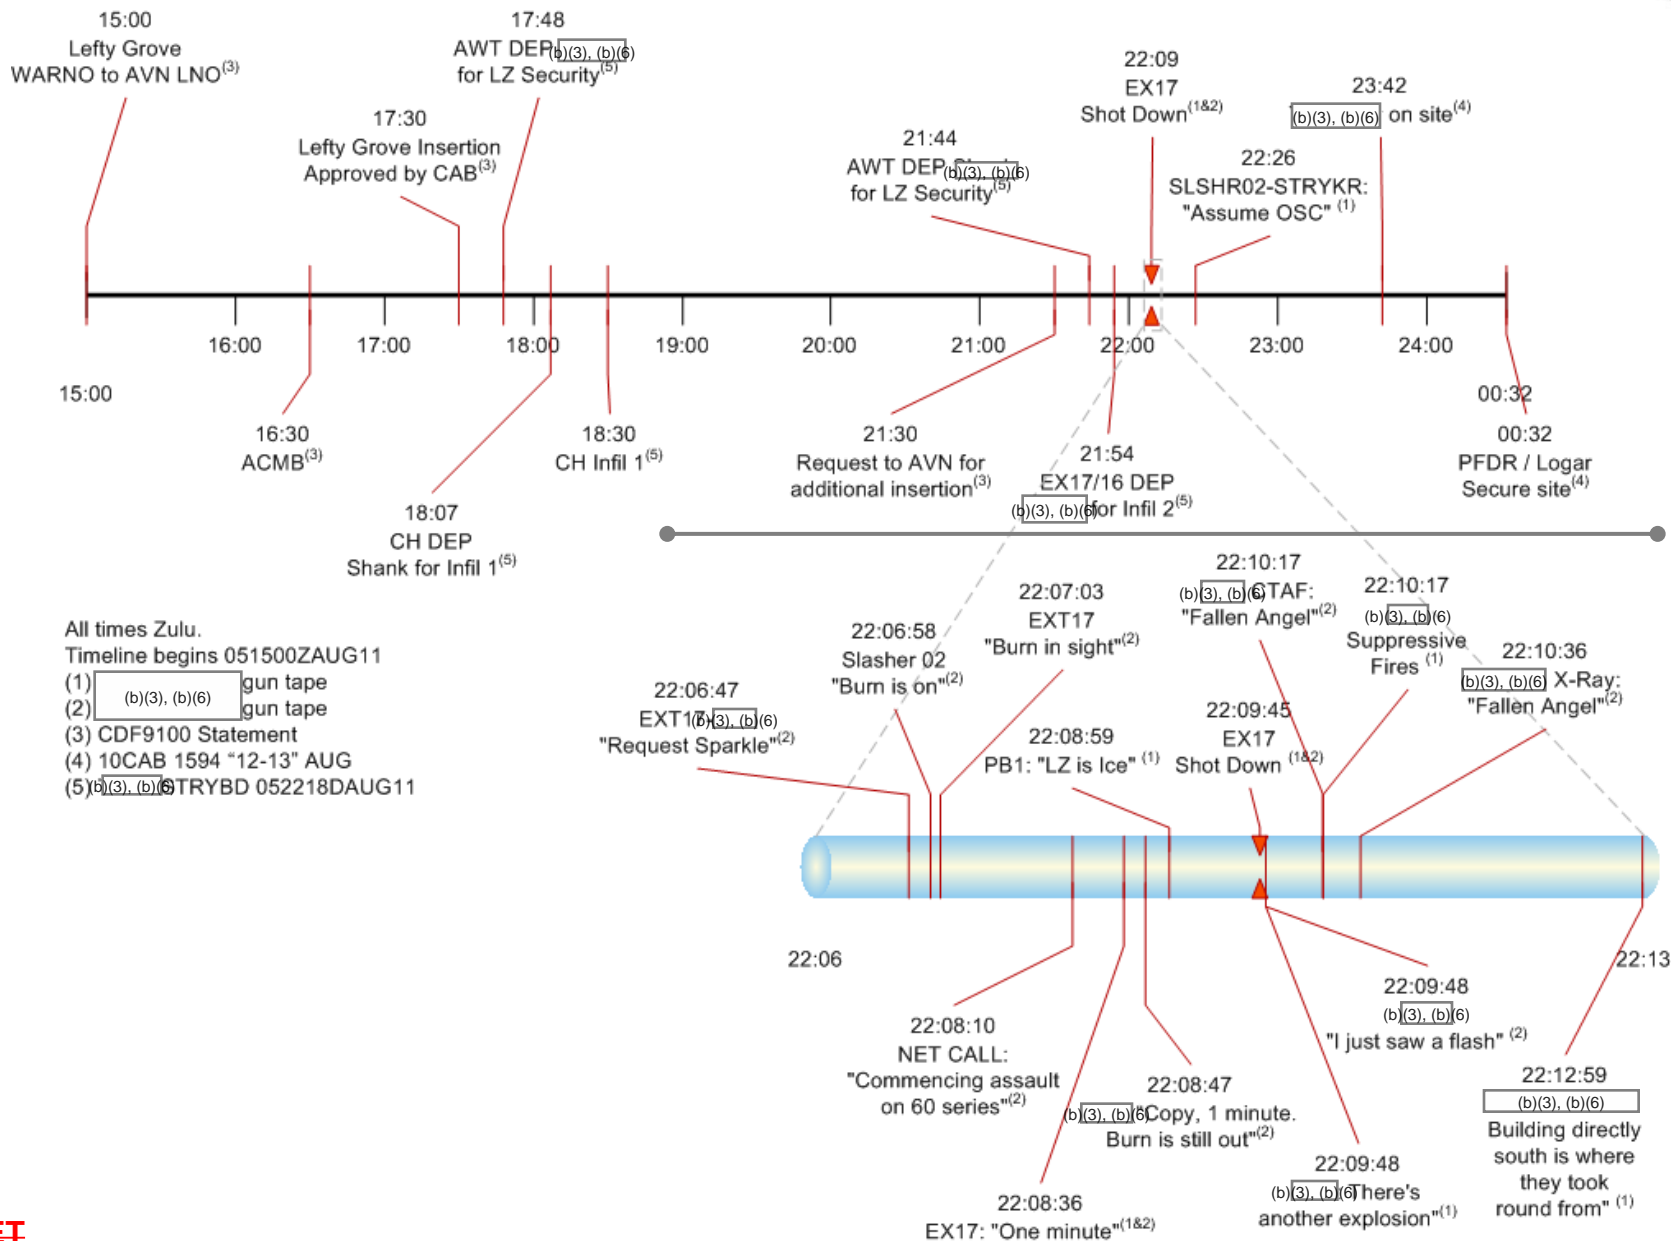 15:00
Lefty Grove
WARNO to AVN LNO(3)
17:30
Lefty Grove Insertion
Approved by CAB(3)
17:48
AWT DEP (b)(3), (b)(6)
for LZ Security(5)
21:44
AWT DEP (b)(3), (b)(6)
for LZ Security(5)
22:09
EX17
Shot Down(1&2)
22:26
SLSHR02-STRYKR:
"Assume OSC" (1)
23:42
(b)(3), (b)(6) on site(4)
16:00
17:00
18:00
19:00
20:00
21:00
22:00
23:00
24:00
15:00
00:32
16:30
ACMB(3)
18:07
CH DEP
Shank for Infil 1(5)
18:30
CH Infil 1(5)
21:30
Request to AVN for
additional insertion(3)
21:54
EX17/16 DEP
(b)(3), (b)(6) for Infil 2(5)
00:32
PFDR / Logar
Secure site(4)
All times Zulu.
Timeline begins 051500ZAUG11
(1) gun tape
(b)(3), (b)(6)
(2) gun tape
(3) CDF9100 Statement
(4) 10CAB 1594 “12-13” AUG
(5) (b)(3), (b)(6) STRYBD 052218DAUG11
22:06:47
EXT17- (b)(3), (b)(6)
"Request Sparkle"(2)
22:06:58
Slasher 02
"Burn is on"(2)
22:07:03
EXT17
"Burn in sight"(2)
22:08:59
PB1: "LZ is Ice" (1)
22:09:45
EX17
Shot Down (1&2)
22:10:17
(b)(3), (b)(6) CTAF:
"Fallen Angel"(2)
22:10:17
(b)(3), (b)(6)
Suppressive
Fires (1)
22:10:36
(b)(3), (b)(6) X-Ray:
"Fallen Angel"(2)
22:06
22:13
22:08:10
NET CALL:
"Commencing assault
on 60 series"(2)
22:08:36
EX17: "One minute"(1&2)
22:08:47
(b)(3), (b)(6) "Copy, 1 minute.
Burn is still out"(2)
22:09:48
(b)(3), (b)(6)
"I just saw a flash" (2)
22:09:48
(b)(3), (b)(6) There's
another explosion"(1)
22:12:59
(b)(3), (b)(6)
Building directly
south is where
they took
round from" (1)